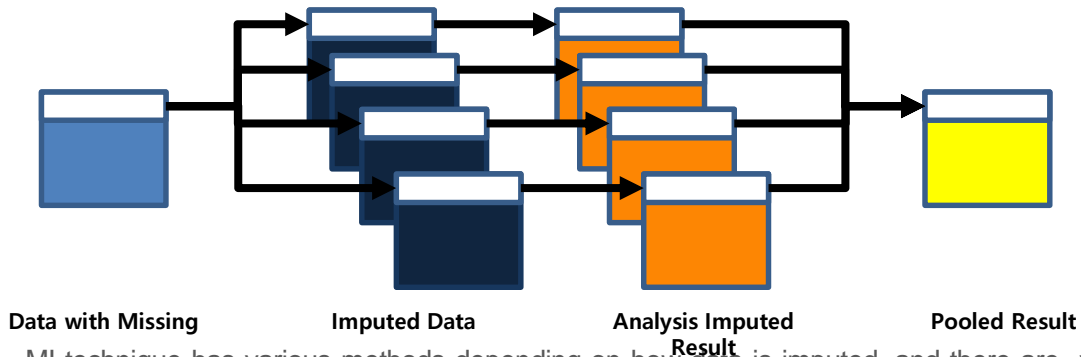 Data with Missing
Imputed Data
Analysis Imputed
Result
Pooled Result
MI technique has various methods depending on how data is imputed, and there are